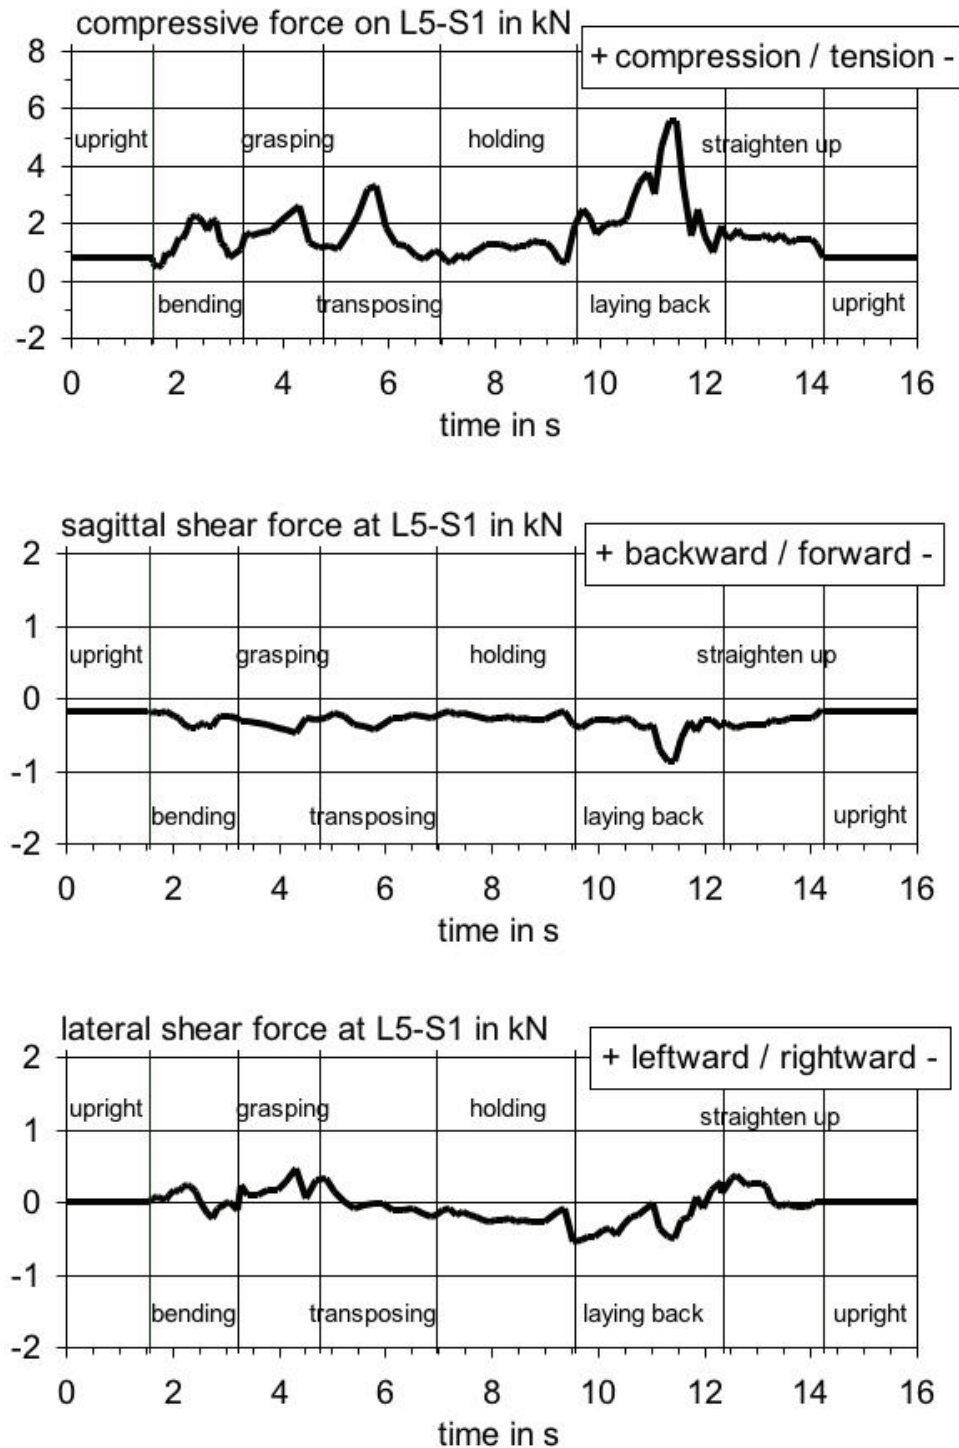 compressive force on L5-S1 in kN
+ compression / tension -
8
6
upright grasping holding straighten up
4
2
0
bending transposing laying back upright
-2
0 2 4 6 8 10 12 14 16
time in s
sagittal shear force at L5-S1 in kN
+ backward / forward -
2
1
upright grasping holding straighten up
0
-1
bending transposing laying back upright
-2
0 2 4 6 8 10 12 14 16
time in s
lateral shear force at L5-S1 in kN
+ leftward / rightward -
2
upright grasping holding straighten up
1
0
-1
bending transposing laying back upright
-2
0 2 4 6 8 10 12 14 16
time in s